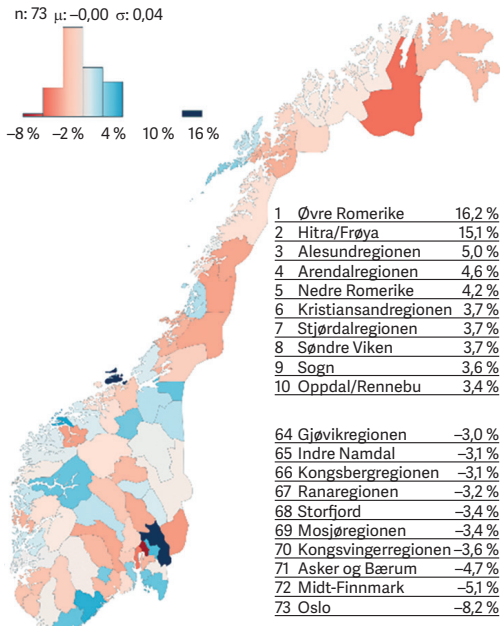 n: 73 μ: –0,00 σ: 0,04
–8 % –2 % 4 % 10 % 16 %
1 Øvre Romerike 16,2 %
2 Hitra/Frøya 15,1 %
3 Alesundregionen 5,0 %
4 Arendalregionen 4,6 %
5 Nedre Romerike 4,2 %
6 Kristiansandregionen 3,7 %
7 Stjørdalregionen 3,7 %
8 Søndre Viken 3,7 %
9 Sogn 3,6 %
10 Oppdal/Rennebu 3,4 %
64 Gjøvikregionen –3,0 %
65 Indre Namdal –3,1 %
66 Kongsbergregionen –3,1 %
67 Ranaregionen –3,2 %
68 Storfjord –3,4 %
69 Mosjøregionen –3,4 %
70 Kongsvingerregionen –3,6 %
71 Asker og Bærum –4,7 %
72 Midt-Finnmark –5,1 %
73 Oslo –8,2 %